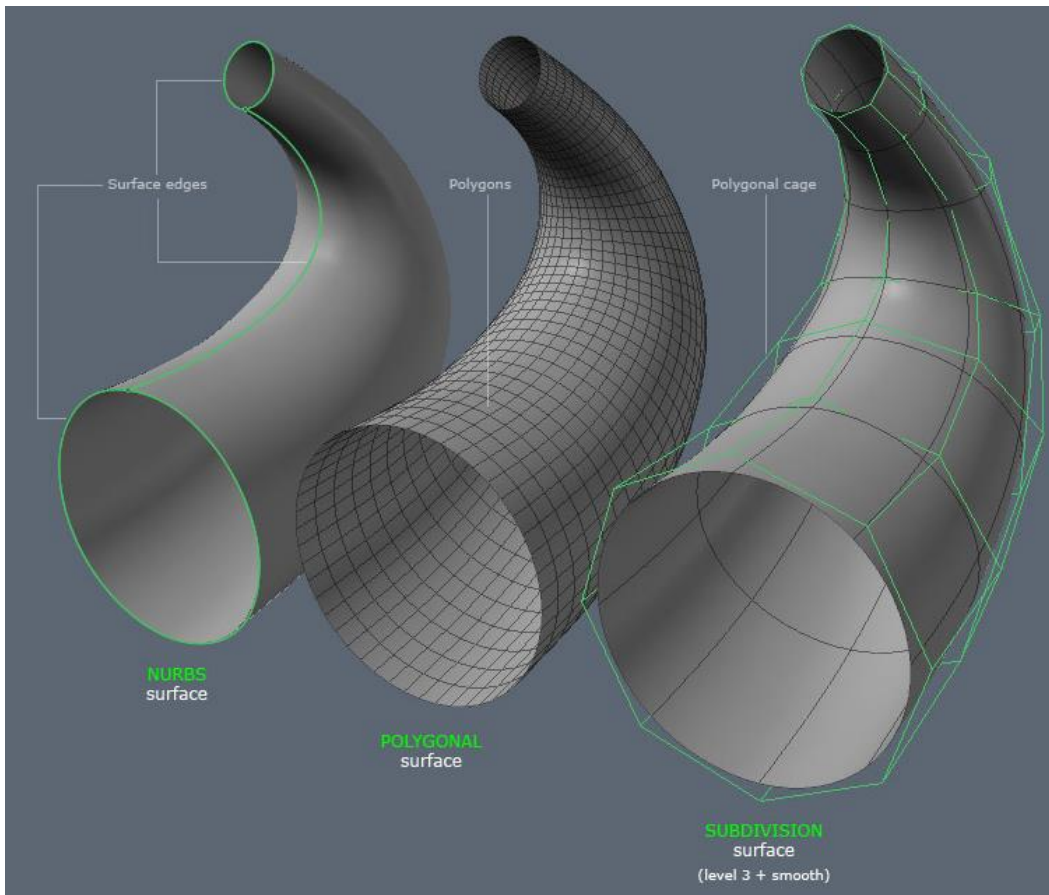 Surface edges
Polygons
Polygonal cage
NURBS
surface
POLYGONAL
surface
SUBDIVISION
surface
(level 3 + smooth)